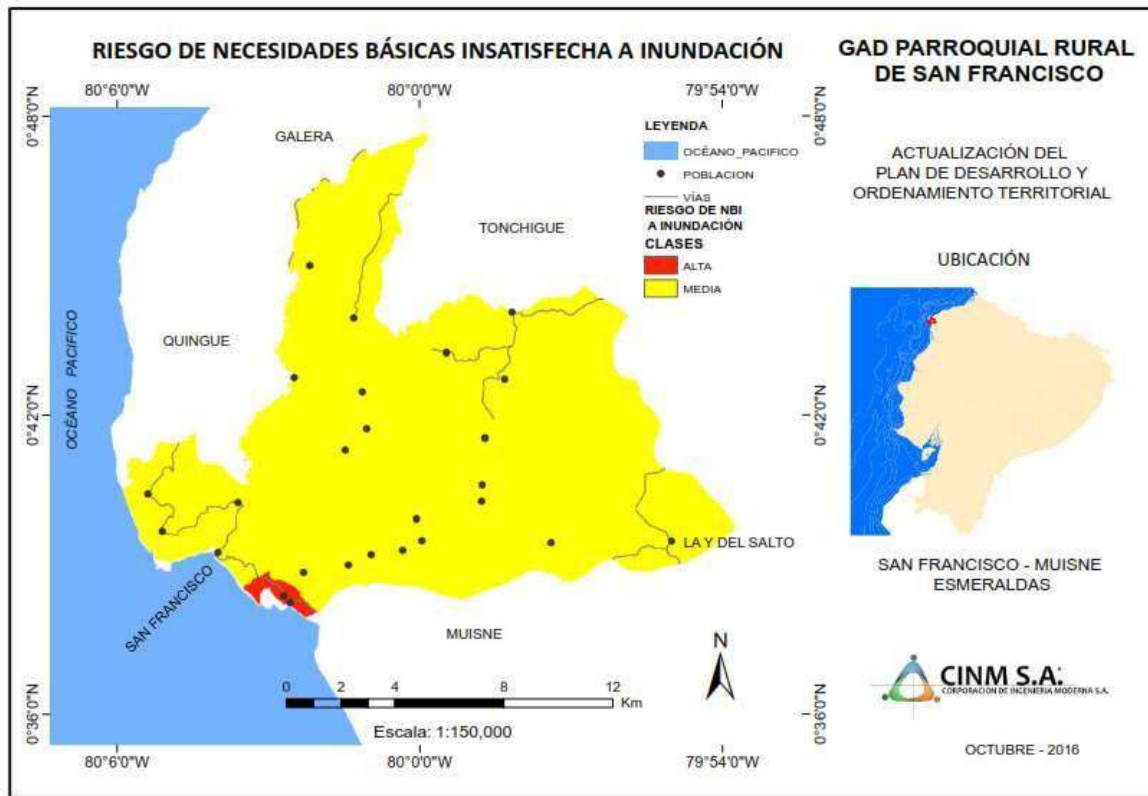 RIESGO DE NECESIDADES BÁSICAS INSATISFECHA A INUNDACIÓN
80°6'0"W
80°0'0"W
79°54'0"W
0°48'0"N
0°48'0"N
GALERA
LEYENDA
OCÉANO_PACIFICO
POBLACION
VÍAS
RIESGO DE NBI
A INUNDACIÓN
CLASES
ALTA
MEDIA
TONCHIGUE
QUINGUE
OCÉANO PACIFICO
0°42'0"N
0°42'0"N
LA Y DEL SALTO
SAN FRANCISCO
MUISNE
N
0 2 4 8 12
Km
Escala: 1:150,000
0°36'0"N
0°36'0"N
80°6'0"W
80°0'0"W
79°54'0"W
GAD PARROQUIAL RURAL
DE SAN FRANCISCO
ACTUALIZACIÓN DEL
PLAN DE DESARROLLO Y
ORDENAMIENTO TERRITORIAL
UBICACIÓN
SAN FRANCISCO - MUISNE
ESMERALDAS
CINM S.A.
CORPORACION DE INGENIERIA MODERNA S.A.
OCTUBRE - 2016